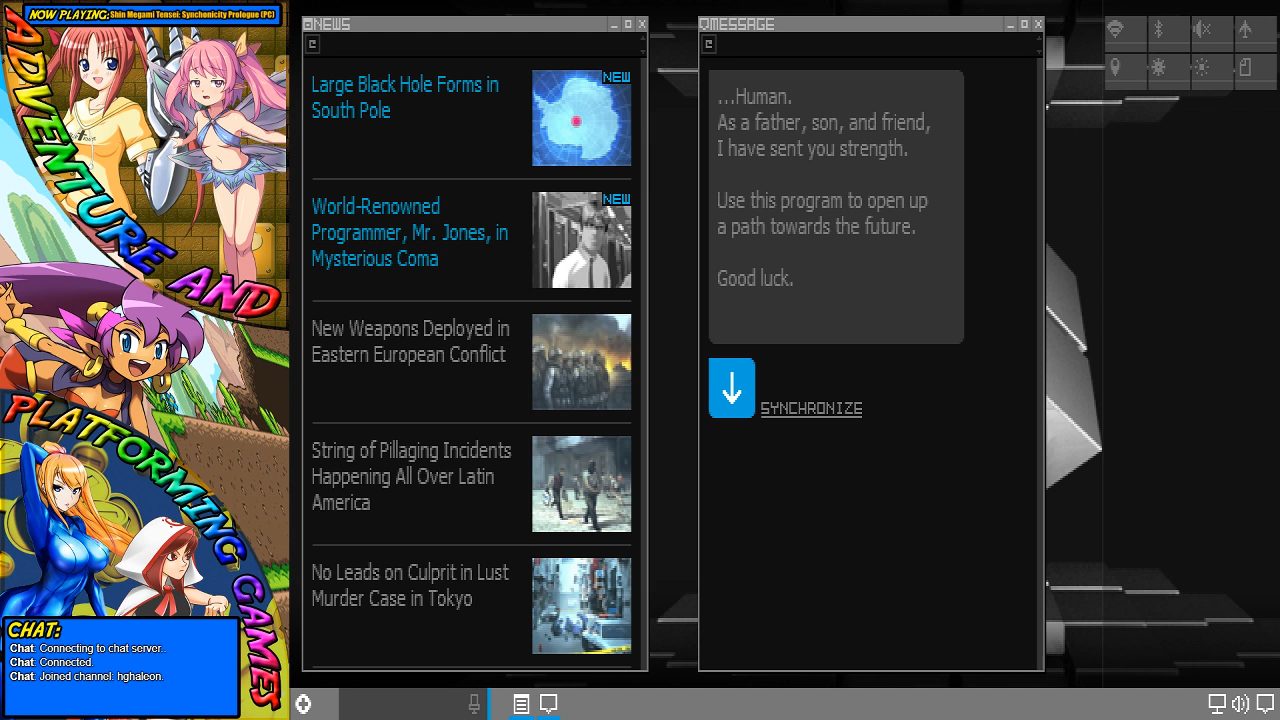 NOW PLAYING: Shin Megami Tensei: Synchonicity Prologue (PC)
ADVENTURE AND
PLATFORMING GAMES
CHAT:
Chat: Connecting to chat server..
Chat: Connected.
Chat: Joined channel: hghaleon.
NEWS
Large Black Hole Forms in
South Pole
NEW
World-Renowned
Programmer, Mr. Jones, in
Mysterious Coma
NEW
New Weapons Deployed in
Eastern European Conflict
String of Pillaging Incidents
Happening All Over Latin
America
No Leads on Culprit in Lust
Murder Case in Tokyo
MESSAGE
...Human.
As a father, son, and friend,
I have sent you strength.
Use this program to open up
a path towards the future.
Good luck.
SYNCHRONIZE